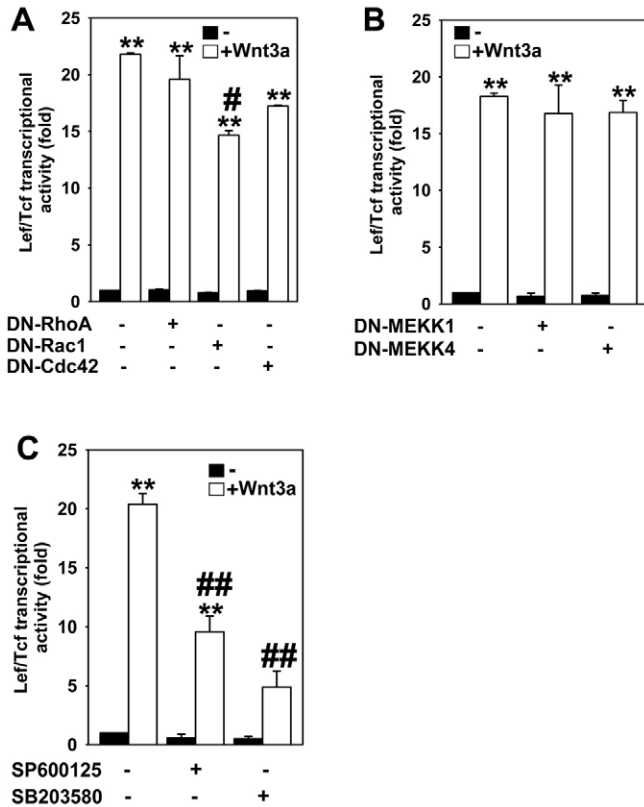 A
Lef/Tcf transcriptional
activity (fold)
25
20
15
10
5
0
-
+Wnt3a
** ** # ** **
DN-RhoA - + - -
DN-Rac1 - - + -
DN-Cdc42 - - - +
B
Lef/Tcf transcriptional
activity (fold)
25
20
15
10
5
0
-
+Wnt3a
** ** **
DN-MEKK1 - + -
DN-MEKK4 - - +
C
Lef/Tcf transcriptional
activity (fold)
25
20
15
10
5
0
-
+Wnt3a
**
##
**
##
SP600125 - + -
SB203580 - - +